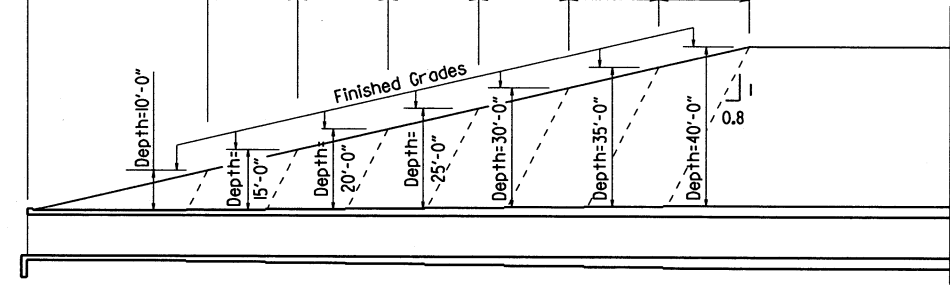 Finished Grades
Depth=10'-0"
Depth=
15'-0"
Depth=
20'-0"
Depth=
25'-0"
Depth=30'-0"
Depth=35'-0"
Depth=40'-0"
1
0.8